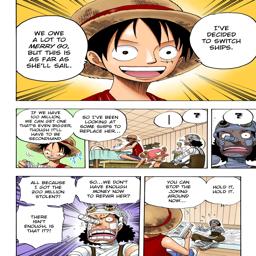 I'VE
DECIDED
TO SWITCH
SHIPS.
WE OWE
A LOT TO
MERRY GO,
BUT THIS IS
AS FAR AS
SHE'LL SAIL.
!
?
SO I'VE BEEN
LOOKING AT
SOME SHIPS TO
REPLACE HER...
IF WE HAVE
100 MILLION,
WE CAN GET ONE
THAT'S EVEN BIGGER,
THOUGH IT'LL
HAVE TO BE
SECONDHAND.
HOLD IT,
HOLD IT.
YOU CAN
STOP THE
JOKING
AROUND
NOW...
SO...WE DON'T
HAVE ENOUGH
MONEY NOW
TO REPAIR HER?
ALL BECAUSE
I GOT THE
200 MILLION
STOLEN?!
THERE
ISN'T
ENOUGH, IS
THAT IT?!